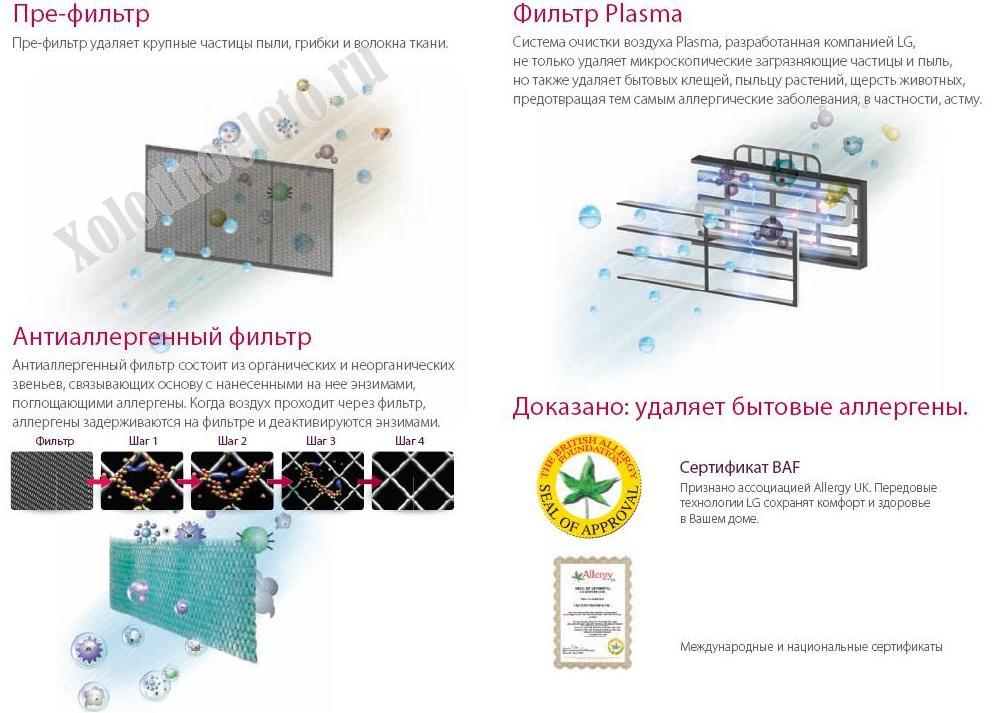 Пре-фильтр
Пре-фильтр удаляет крупные частицы пыли, грибки и волокна ткани.
Xolodnoeleto.ru
Антиаллергенный фильтр
Антиаллергенный фильтр состоит из органических и неорганических
звеньев, связывающих основу с нанесенными на нее энзимами,
поглощающими аллергены. Когда воздух проходит через фильтр,
аллергены задерживаются на фильтре и деактивируются энзимами.
Фильтр Шаг 1 Шаг 2 Шаг 3 Шаг 4
Фильтр Plasma
Система очистки воздуха Plasma, разработанная компанией LG,
не только удаляет микроскопические загрязняющие частицы и пыль,
но также удаляет бытовых клещей, пыльцу растений, щерсть животных,
предотвращая тем самым аллергические заболевания, в частности, астму.
Доказано: удаляет бытовые аллергены.
THE BRITISH ALLERGY
FOUNDATION
SEAL OF APPROVAL
Сертификат BAF
Признано ассоциацией Allergy UK. Передовые
технологии LG сохранят комфорт и здоровье
в Вашем доме.
Allergy
Международные и национальные сертификаты